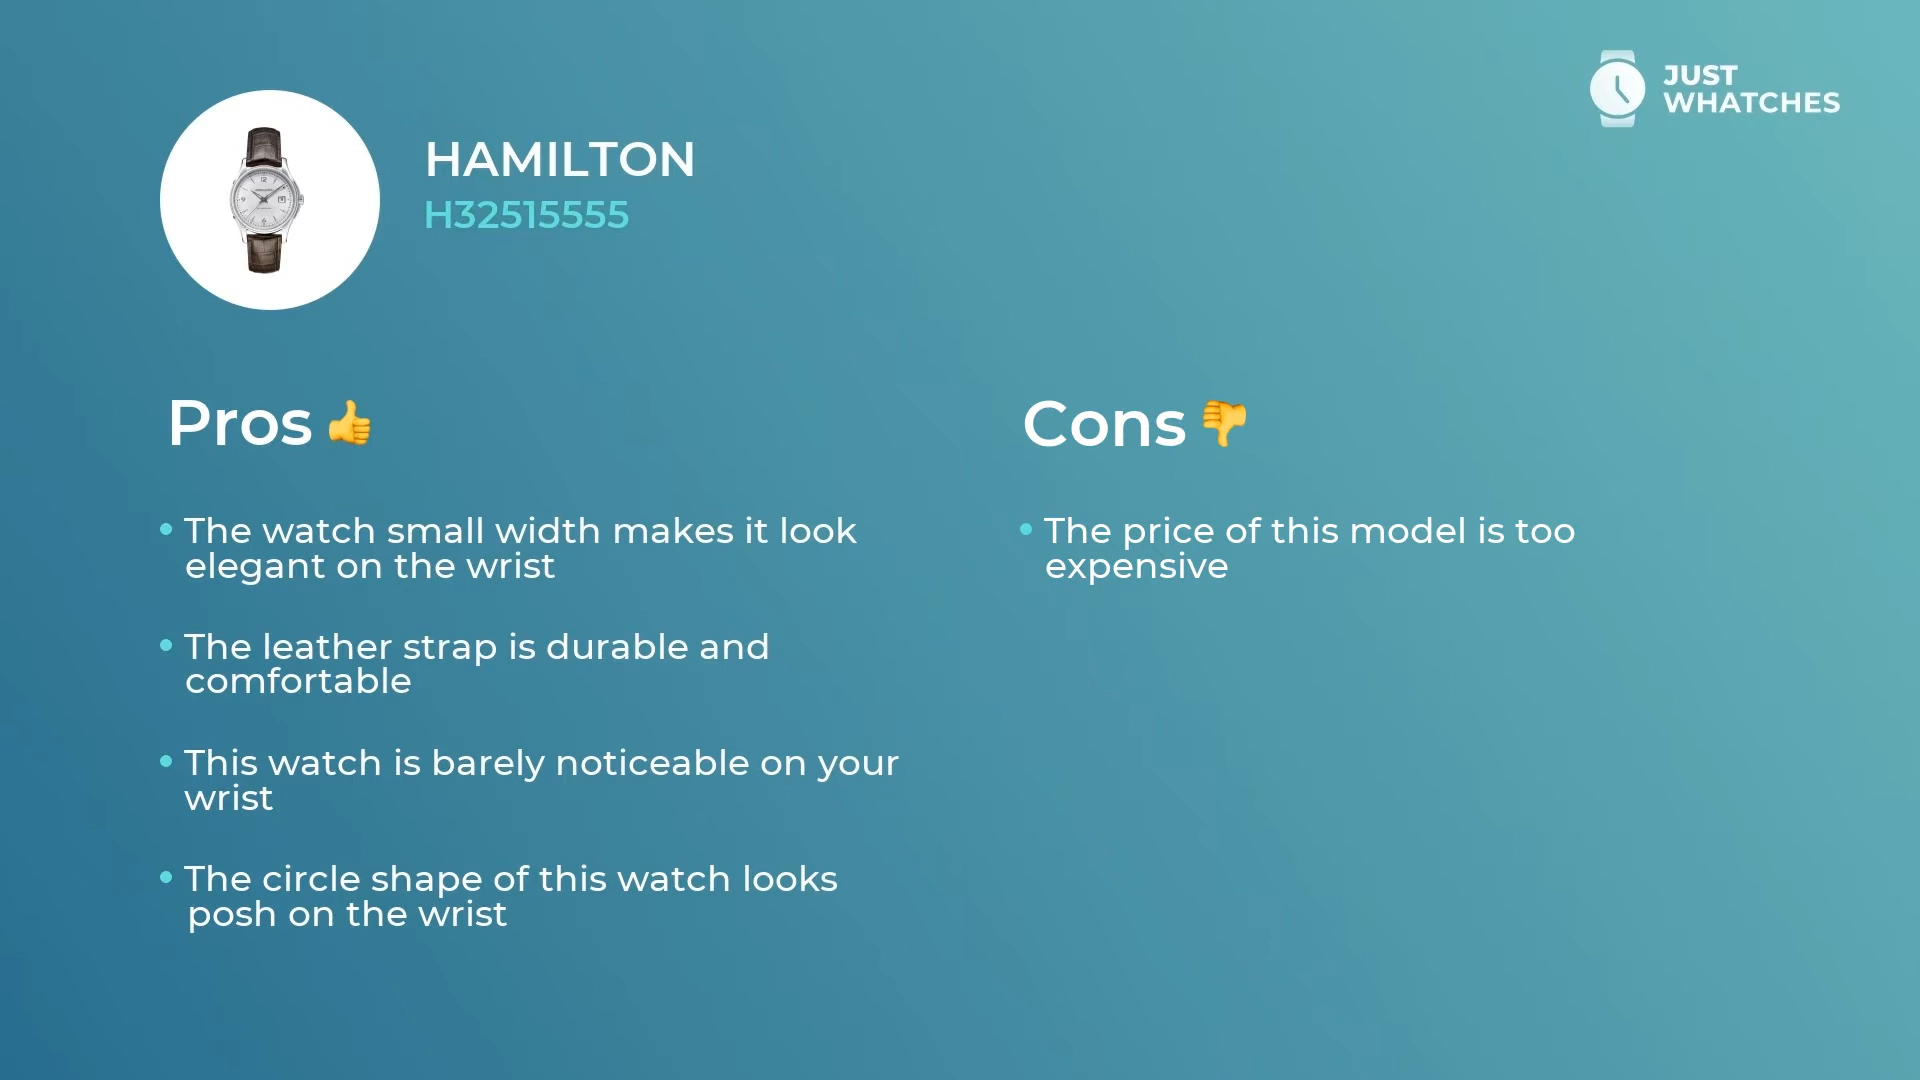 JUST
WHATCHES
HAMILTON
H32515555
Pros
• The watch small width makes it look
elegant on the wrist
• The leather strap is durable and
comfortable
• This watch is barely noticeable on your
wrist
• The circle shape of this watch looks
posh on the wrist
Cons
• The price of this model is too
expensive